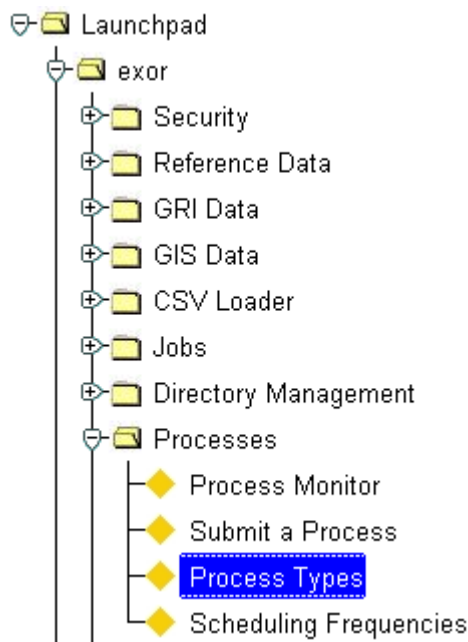 Launchpad
exor
Security
Reference Data
GRI Data
GIS Data
CSV Loader
Jobs
Directory Management
Processes
Process Monitor
Submit a Process
Process Types
Scheduling Frequencies